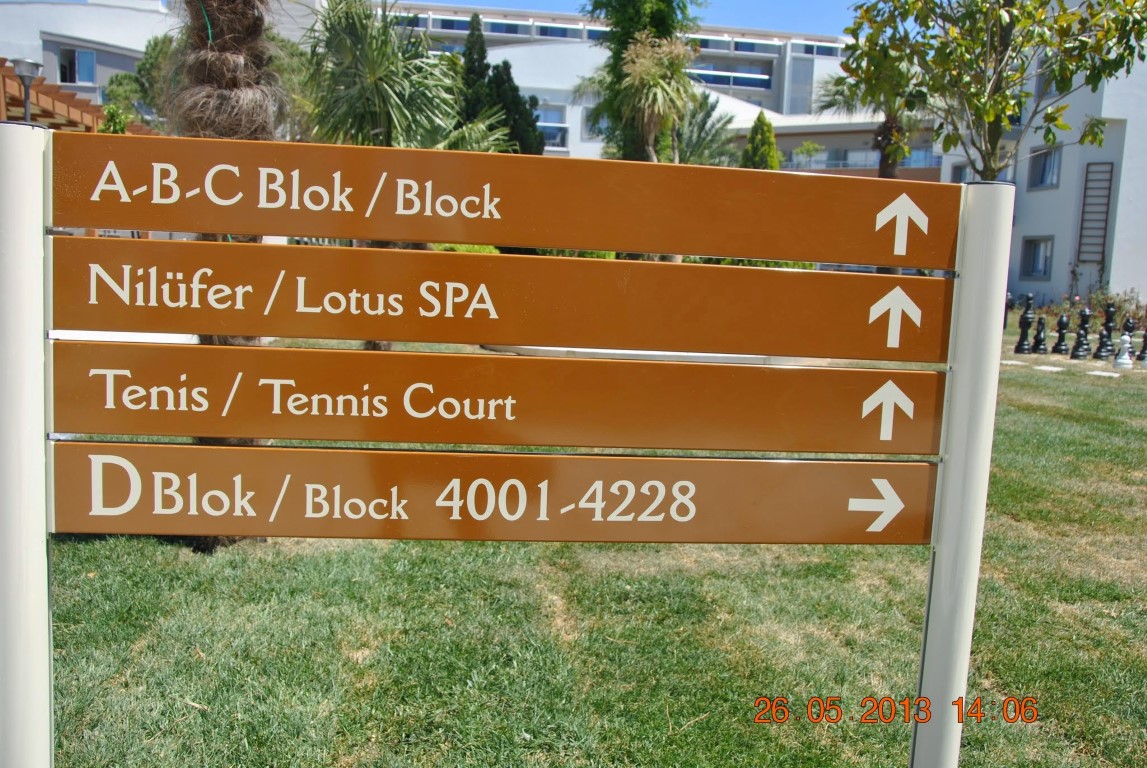 A-B-C Blok / Block
Nilüfer / Lotus SPA
Tenis / Tennis Court
D Blok / Block 4001-4228
26 05 2013 14:06